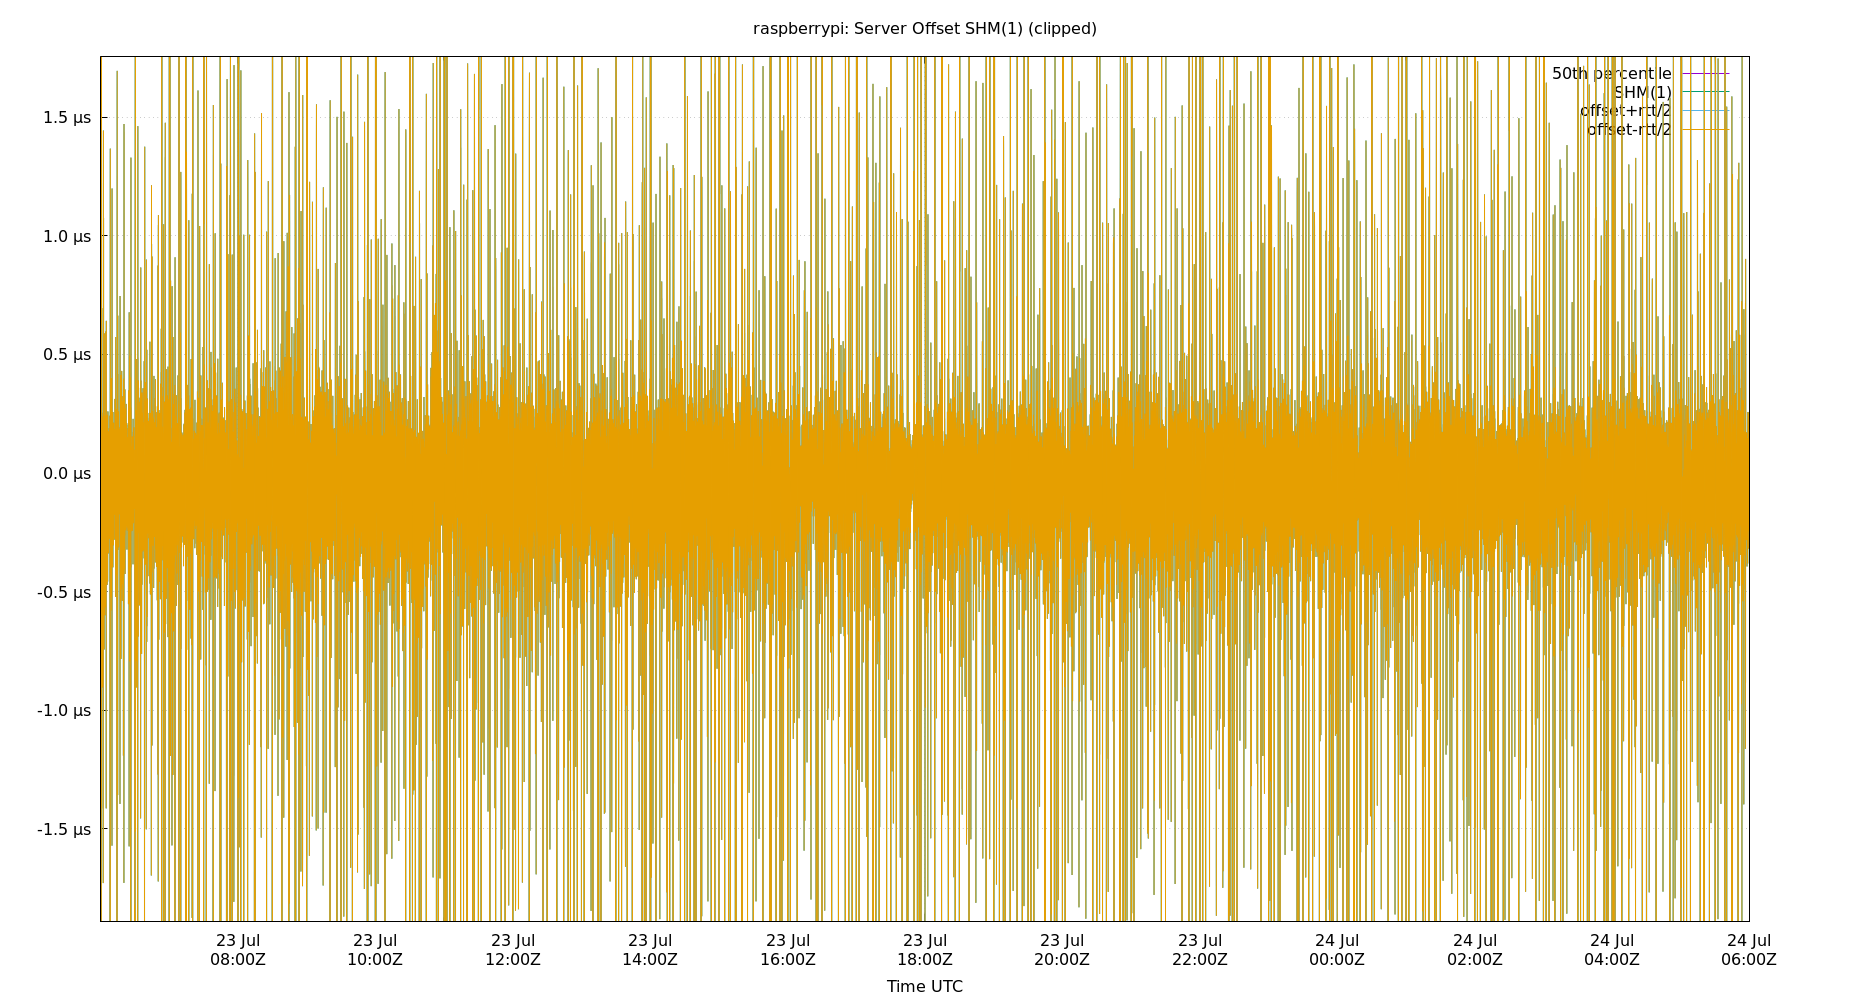 raspberrypi: Server Offset SHM(1) (clipped)
50th percentile
SHM(1)
offset+rtt/2
offset-rtt/2
1.5 µs
1.0 µs
0.5 µs
0.0 µs
-0.5 µs
-1.0 µs
-1.5 µs
23 Jul 23 Jul 23 Jul 23 Jul 23 Jul 23 Jul 23 Jul 23 Jul 24 Jul 24 Jul 24 Jul 24 Jul
08:00Z 10:00Z 12:00Z 14:00Z 16:00Z 18:00Z 20:00Z 22:00Z 00:00Z 02:00Z 04:00Z 06:00Z
Time UTC